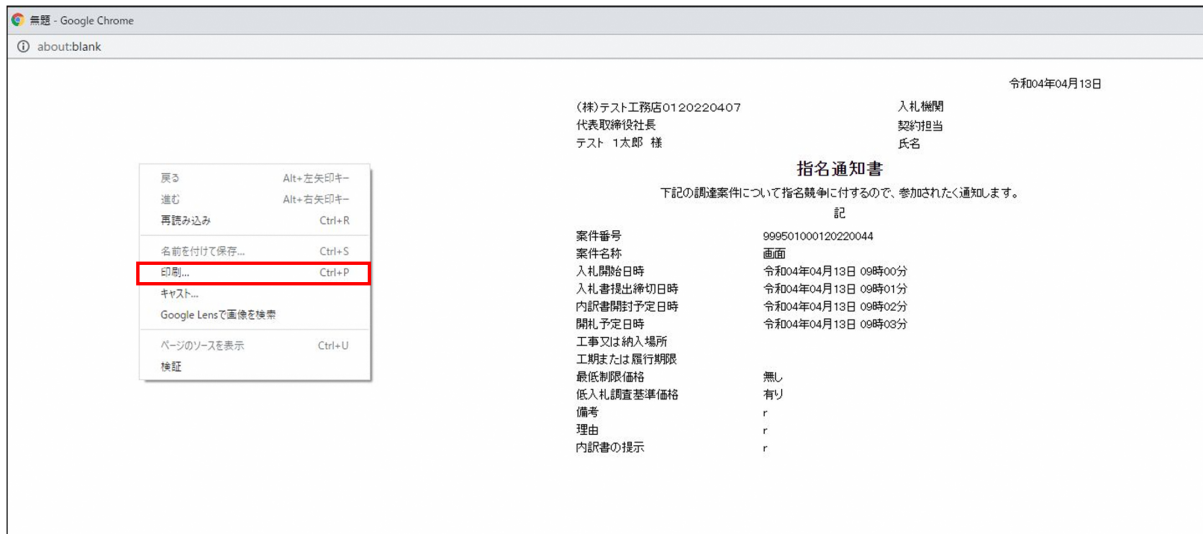 無題 - Google Chrome
about:blank
令和04年04月13日
(株)テスト工務店0120220407 入札機関
代表取締役社長 契約担当
テスト 1太郎 様 氏名
指名通知書
下記の調達案件について指名競争に付するので、参加されたく通知します。
記
案件番号 999501000120220044
案件名称 画面
入札開始日時 令和04年04月13日 09時00分
入札書提出締切日時 令和04年04月13日 09時01分
内訳書開封予定日時 令和04年04月13日 09時02分
開札予定日時 令和04年04月13日 09時03分
工事又は納入場所
工期または履行期限
最低制限価格 無し
低入札調査基準価格 有り
備考 r
理由 r
内訳書の提示 r
戻る Alt+左矢印キー
進む Alt+右矢印キー
再読み込み Ctrl+R
名前を付けて保存... Ctrl+S
印刷... Ctrl+P
キャスト...
Google Lensで画像を検索
ページのソースを表示 Ctrl+U
検証